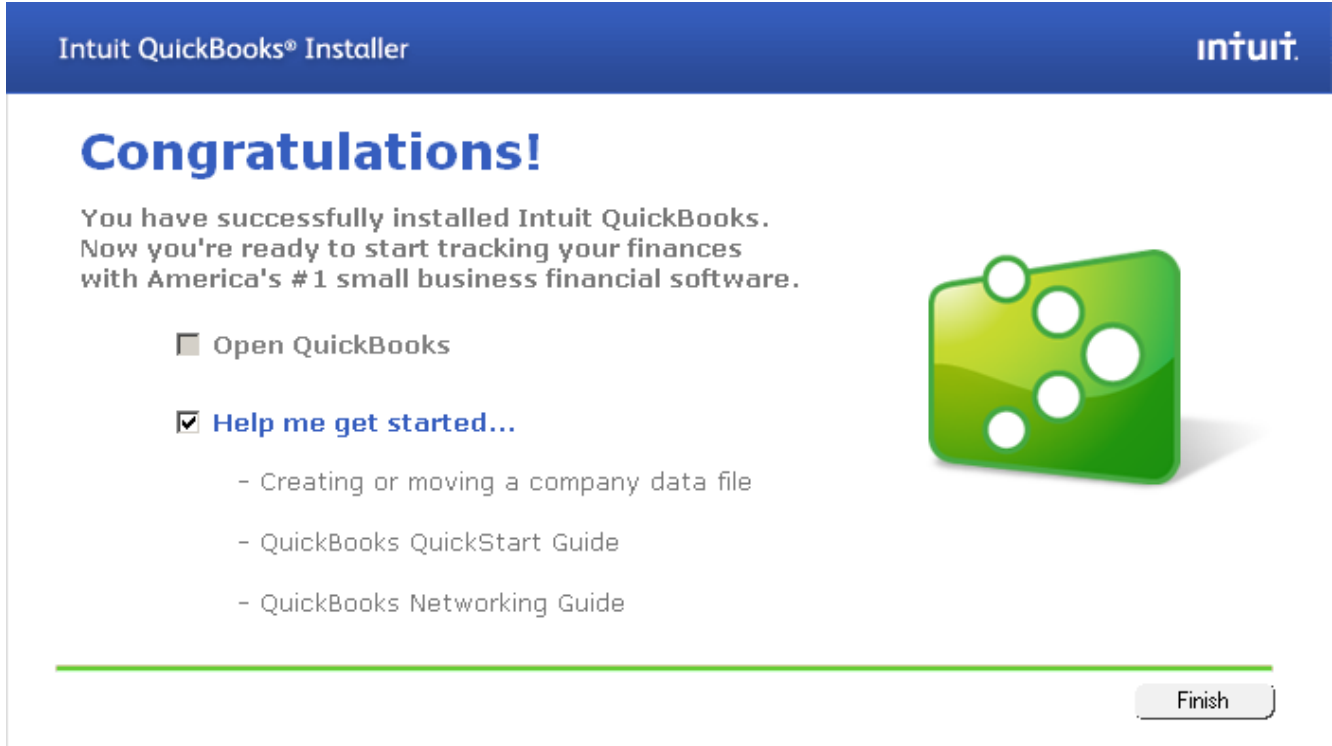 Intuit QuickBooks® Installer
intuit.
Congratulations!
You have successfully installed Intuit QuickBooks.
Now you're ready to start tracking your finances
with America's #1 small business financial software.
Open QuickBooks
Help me get started...
- Creating or moving a company data file
- QuickBooks QuickStart Guide
- QuickBooks Networking Guide
Finish